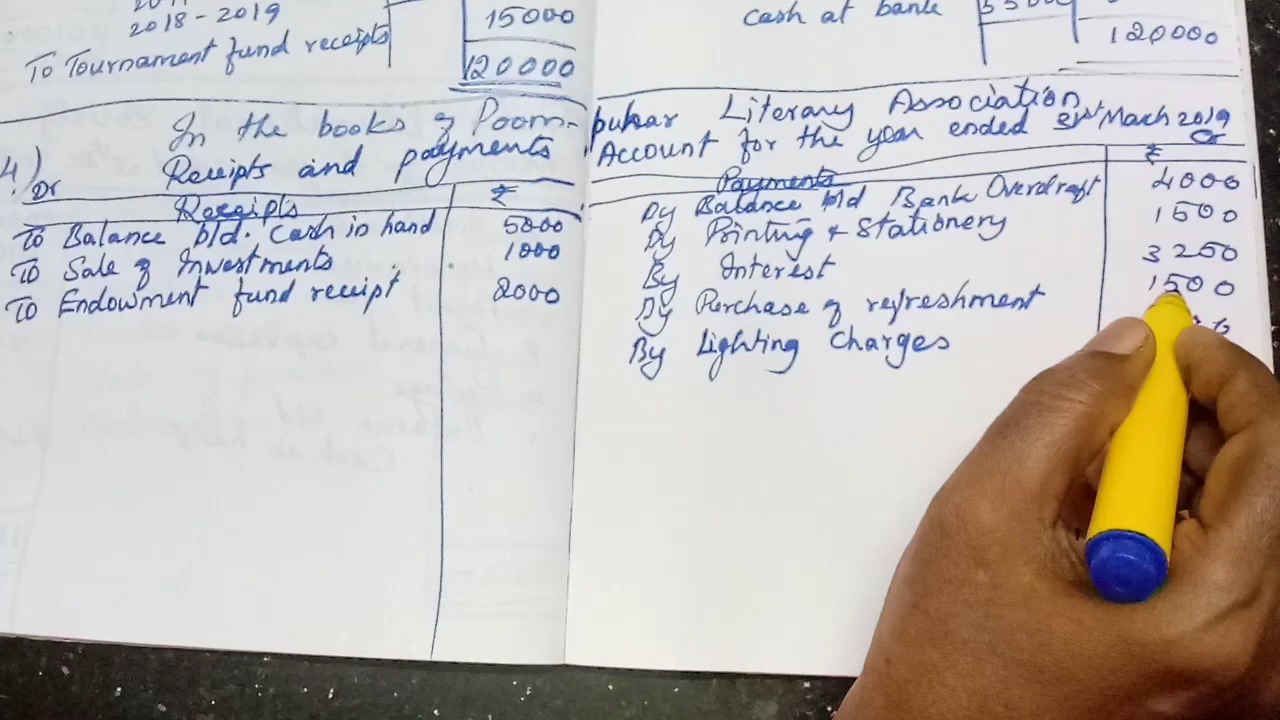 2018-2019
To Tournament fund receipts
15000
120000
cash at bank
120000
4.)
In the books of Poom-puhar Literary Association
Receipts and payments Account for the year ended 31st March 2019
Dr
Cr
Receipts ₹
To Balance b/d. Cash in hand 5000
To Sale of Investments 1000
To Endowment fund receipt 2000
Payments ₹
By Balance b/d Bank Overdraft 4000
By Printing & Stationery 1500
By Interest 3250
By Purchase of refreshment 1500
By Lighting Charges